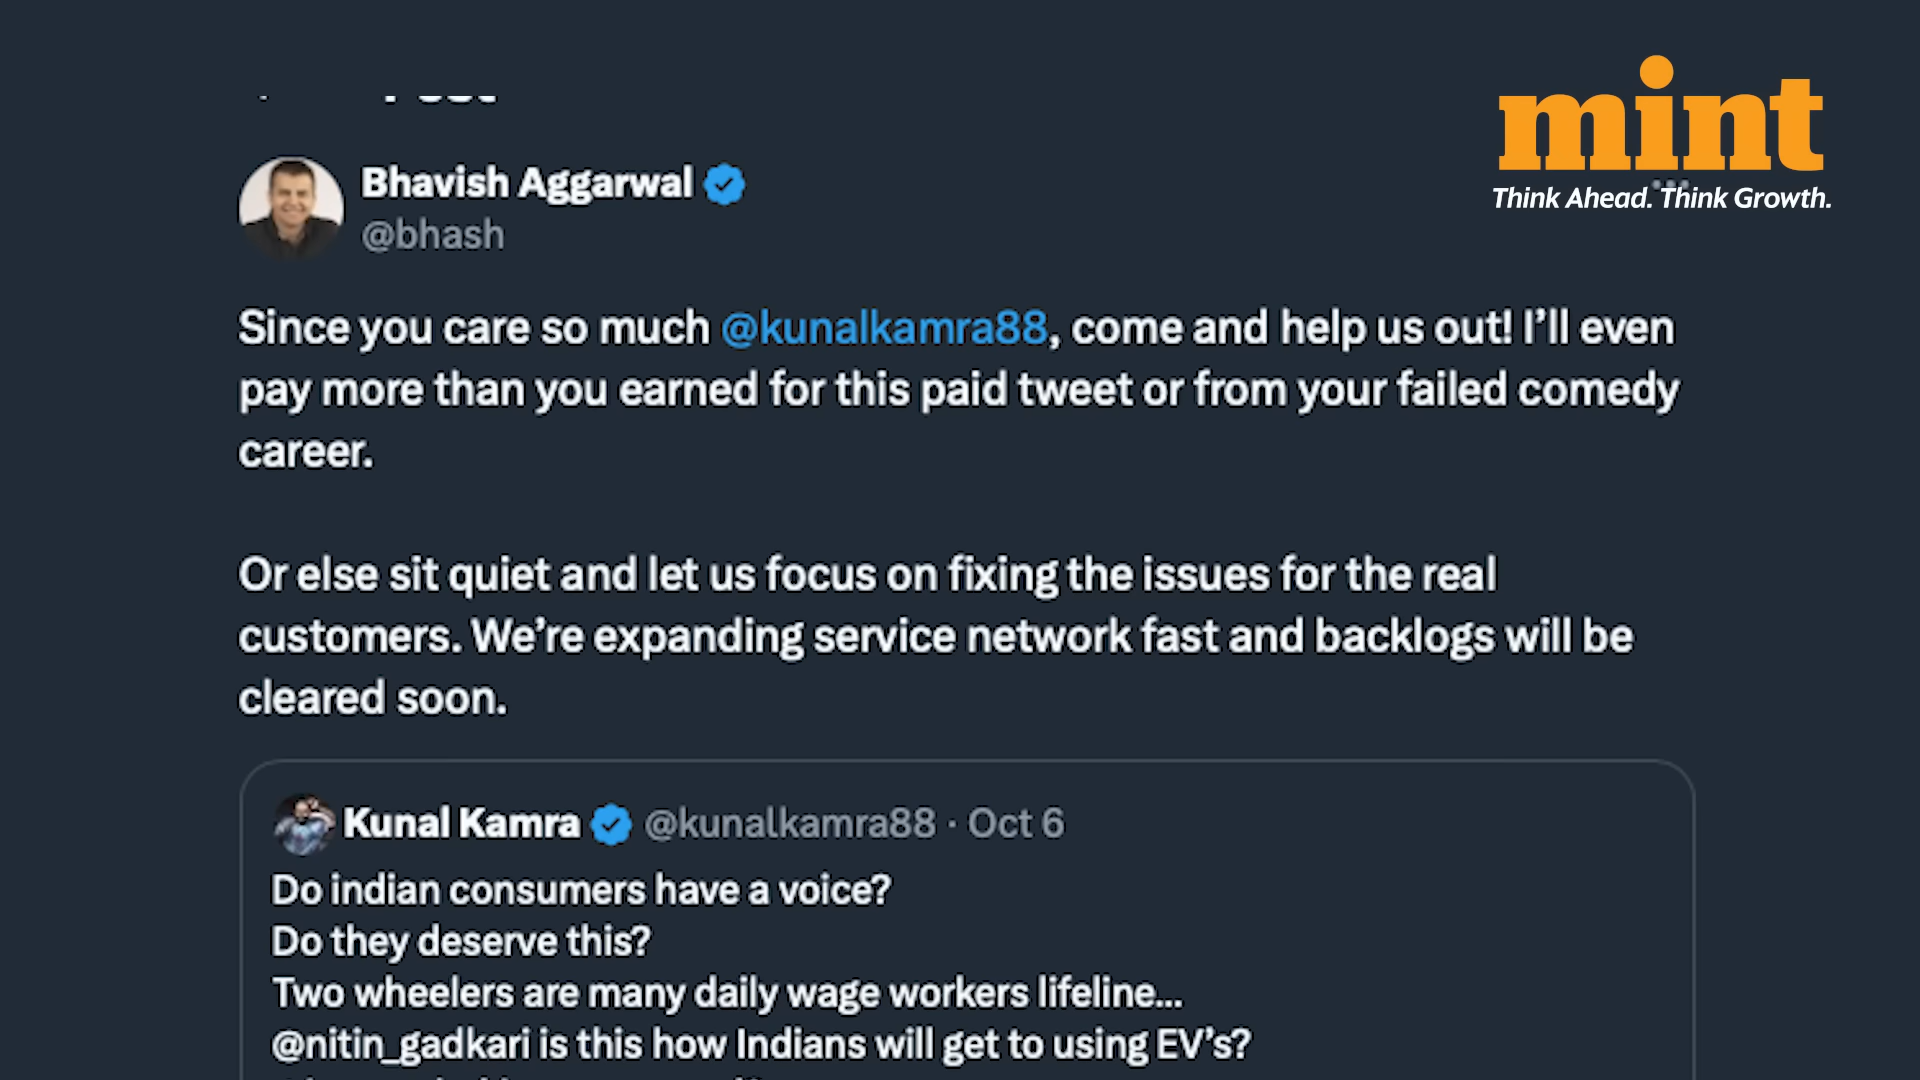 mint
Think Ahead. Think Growth.
Bhavish Aggarwal
@bhash
Since you care so much @kunalkamra88, come and help us out! I’ll even
pay more than you earned for this paid tweet or from your failed comedy
career.
Or else sit quiet and let us focus on fixing the issues for the real
customers. We’re expanding service network fast and backlogs will be
cleared soon.
Kunal Kamra @kunalkamra88 · Oct 6
Do indian consumers have a voice?
Do they deserve this?
Two wheelers are many daily wage workers lifeline...
@nitin_gadkari is this how Indians will get to using EV’s?